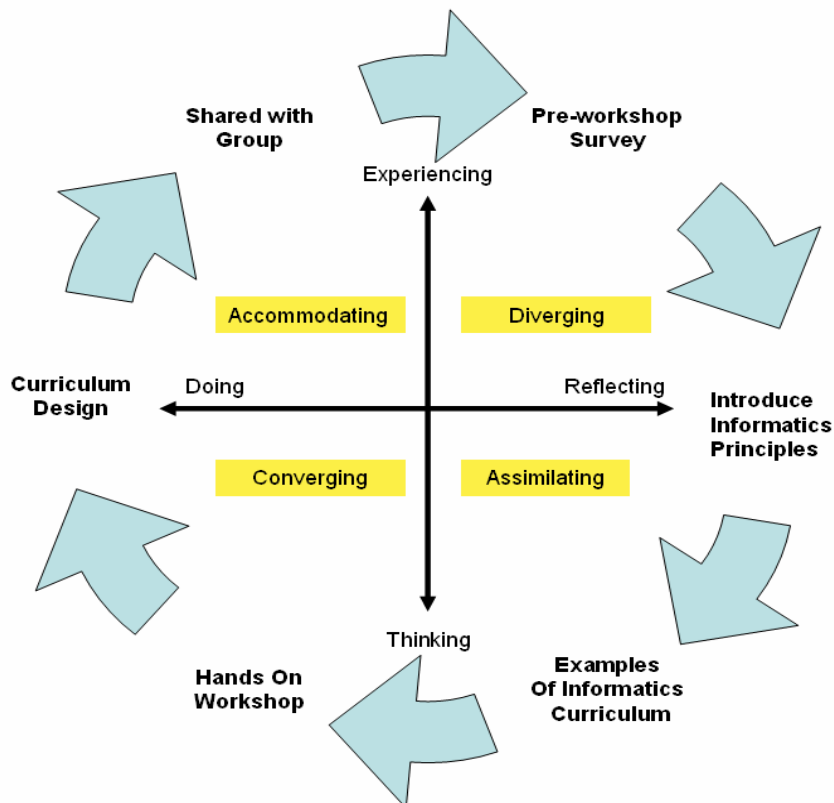 Shared with
Group
Pre-workshop
Survey
Experiencing
Accommodating
Diverging
Curriculum
Design
Doing
Reflecting
Introduce
Informatics
Principles
Converging
Assimilating
Thinking
Hands On
Workshop
Examples
Of Informatics
Curriculum